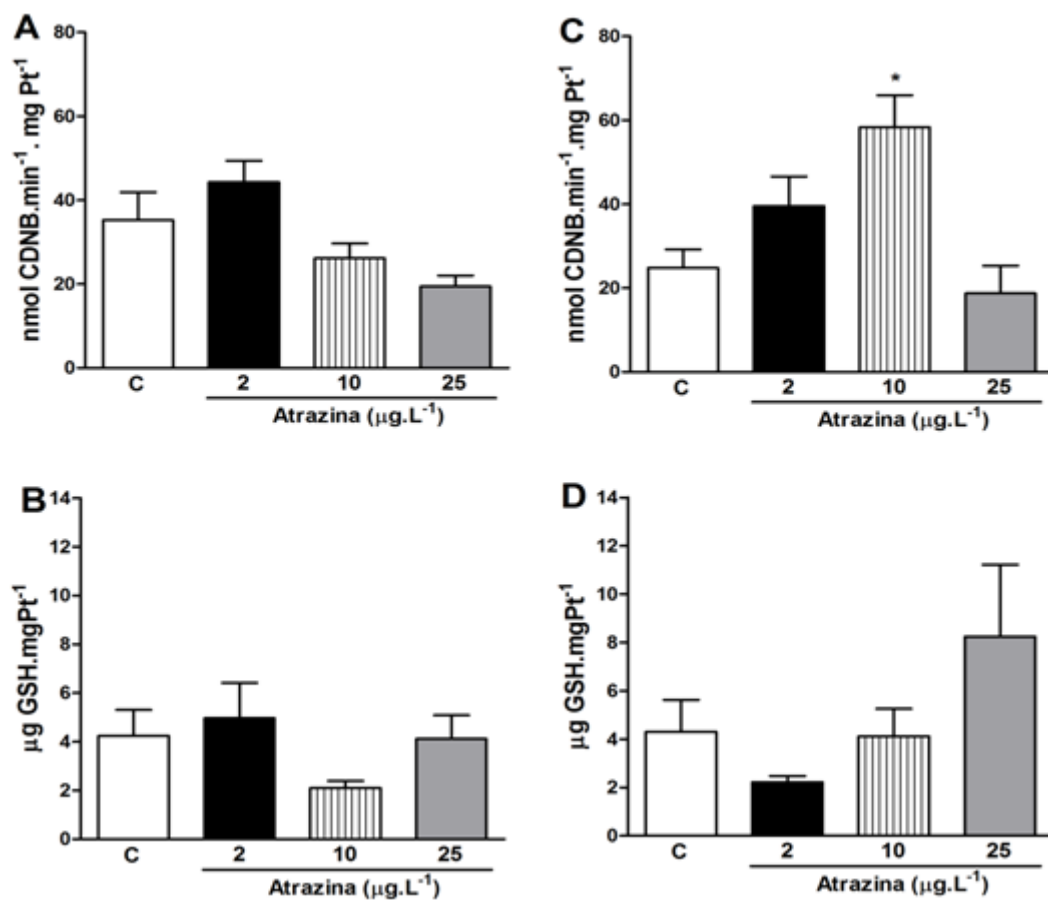 A
nmol CDNB.min⁻¹. mg Pt⁻¹
80
60
40
20
0
C 2 10 25
Atrazina (μg.L⁻¹)
C
nmol CDNB.min⁻¹.mg Pt⁻¹
80
60
40
20
0
*
C 2 10 25
Atrazina (μg.L⁻¹)
B
μg GSH.mgPt⁻¹
14
12
10
8
6
4
2
0
C 2 10 25
Atrazina (μg.L⁻¹)
D
μg GSH.mgPt⁻¹
14
12
10
8
6
4
2
0
C 2 10 25
Atrazina (μg.L⁻¹)